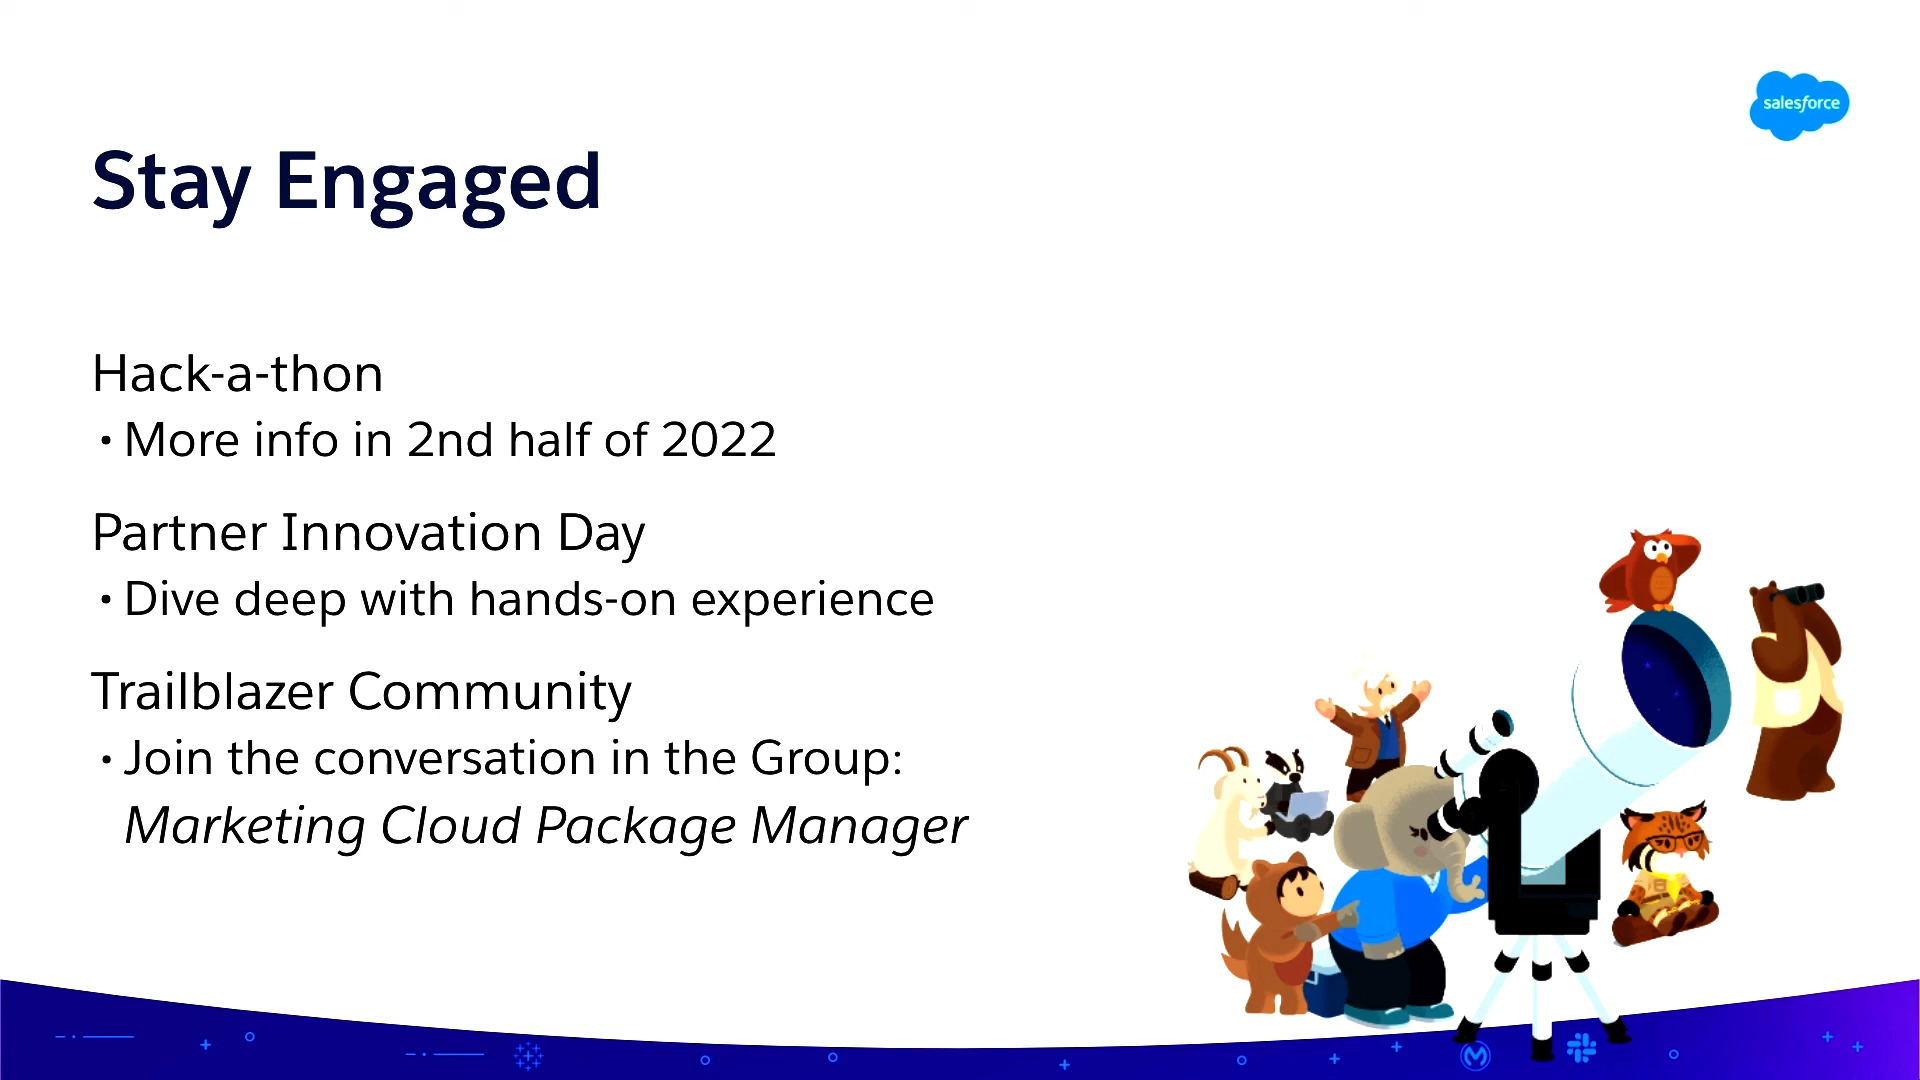 salesforce
Stay Engaged
Hack-a-thon
• More info in 2nd half of 2022
Partner Innovation Day
• Dive deep with hands-on experience
Trailblazer Community
• Join the conversation in the Group:
Marketing Cloud Package Manager